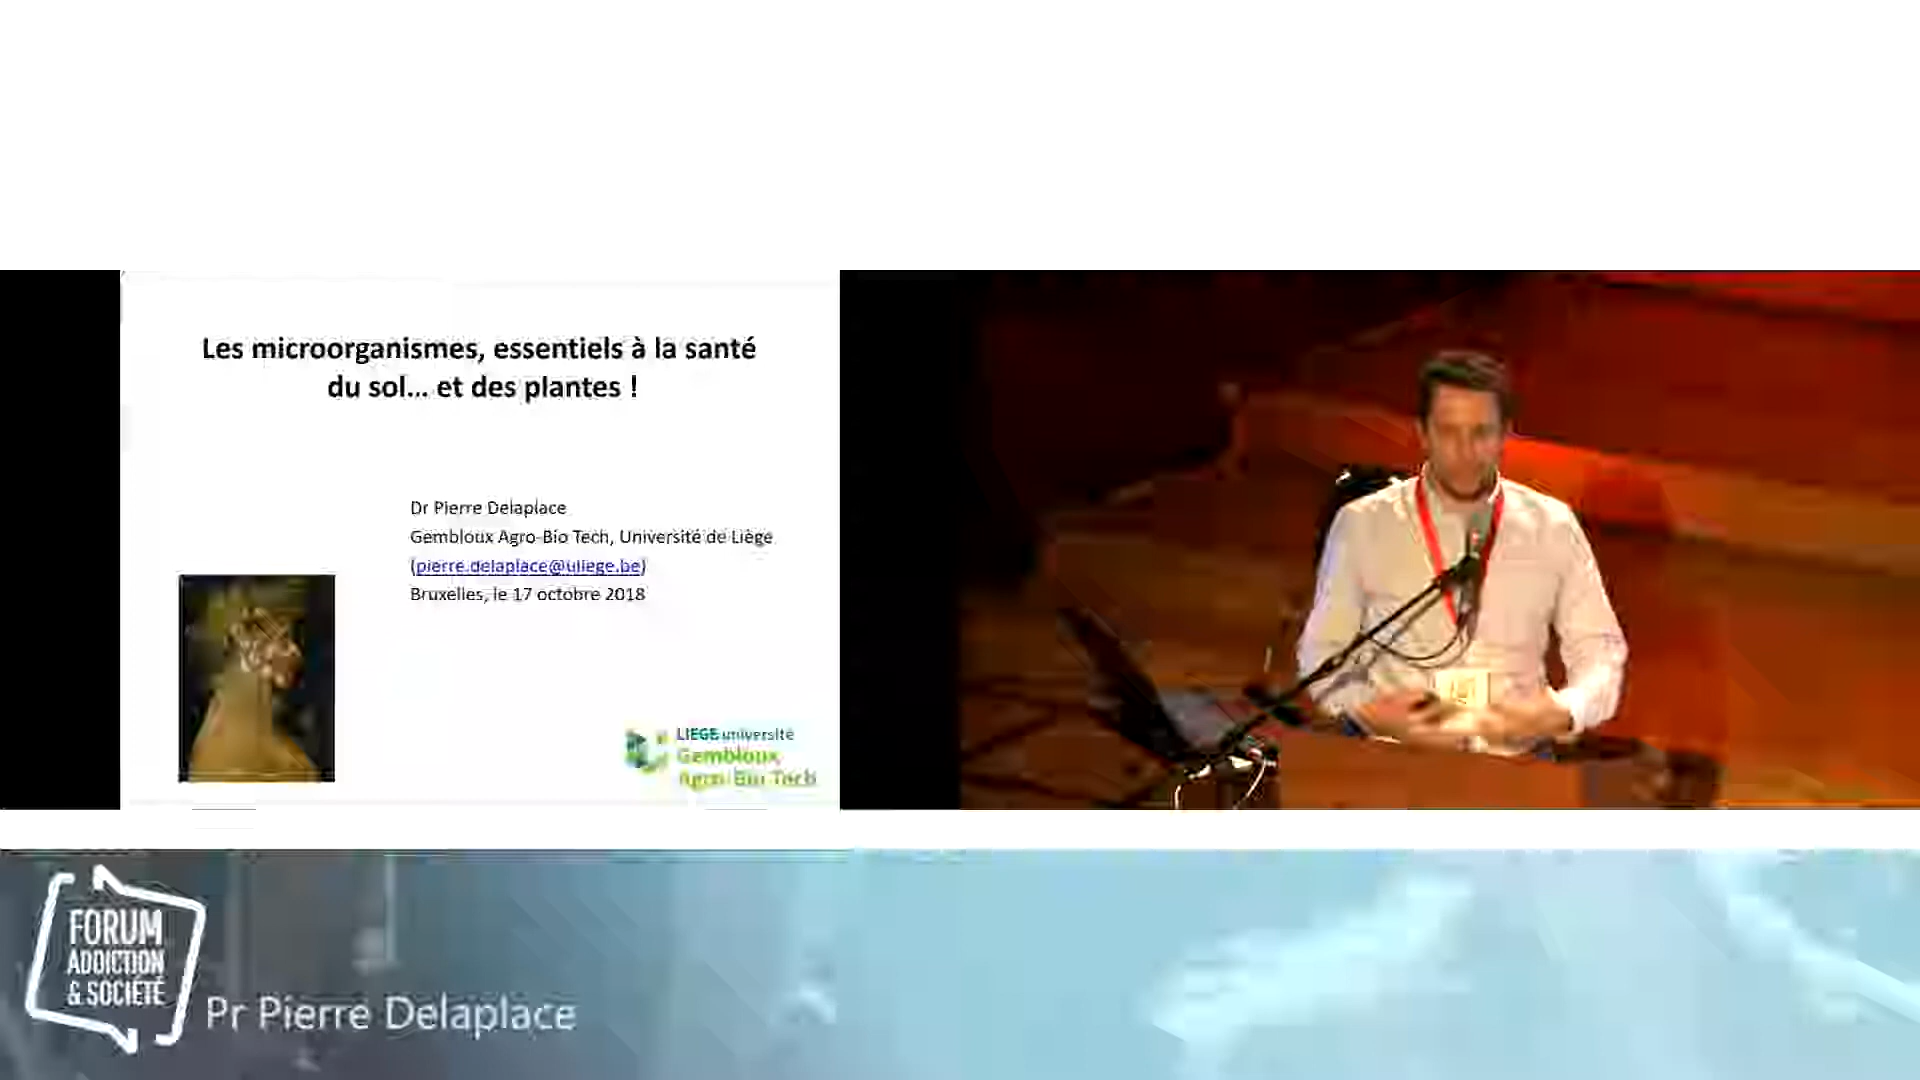 Les microorganismes, essentiels à la santé
du sol... et des plantes !
Dr Pierre Delaplace
Gembloux Agro-Bio Tech, Université de Liège
(pierre.delaplace@uliege.be)
Bruxelles, le 17 octobre 2018
LIEGE université
Gembloux
Agro-Bio Tech
FORUM
ADDICTION
& SOCIÉTÉ
Pr Pierre Delaplace